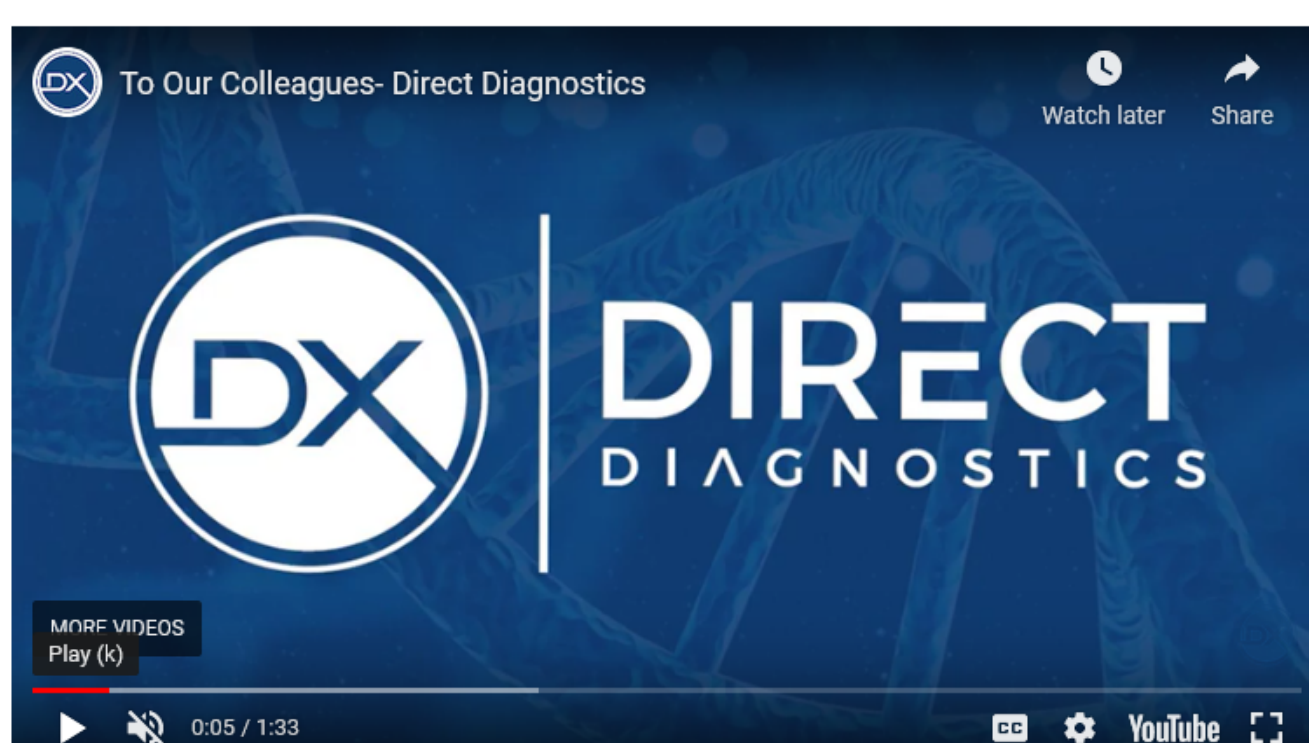 DX
To Our Colleagues- Direct Diagnostics
Watch later
Share
DX
DIRECT
DIAGNOSTICS
MORE VIDEOS
Play (k)
0:05 / 1:33
CC
YouTube